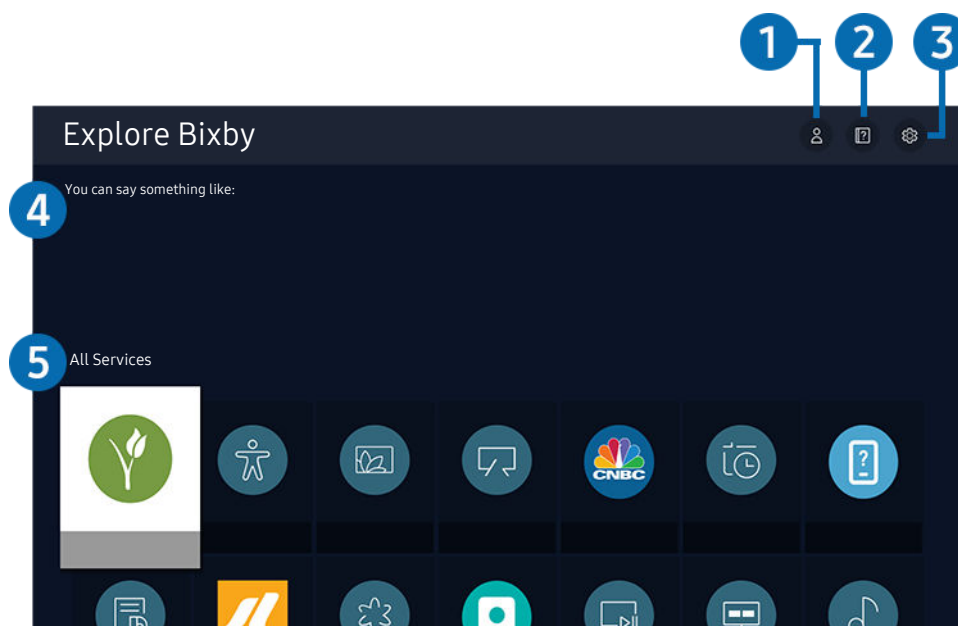 1 2 3
Explore Bixby
?
4
You can say something like:
5
All Services
CNBC
?